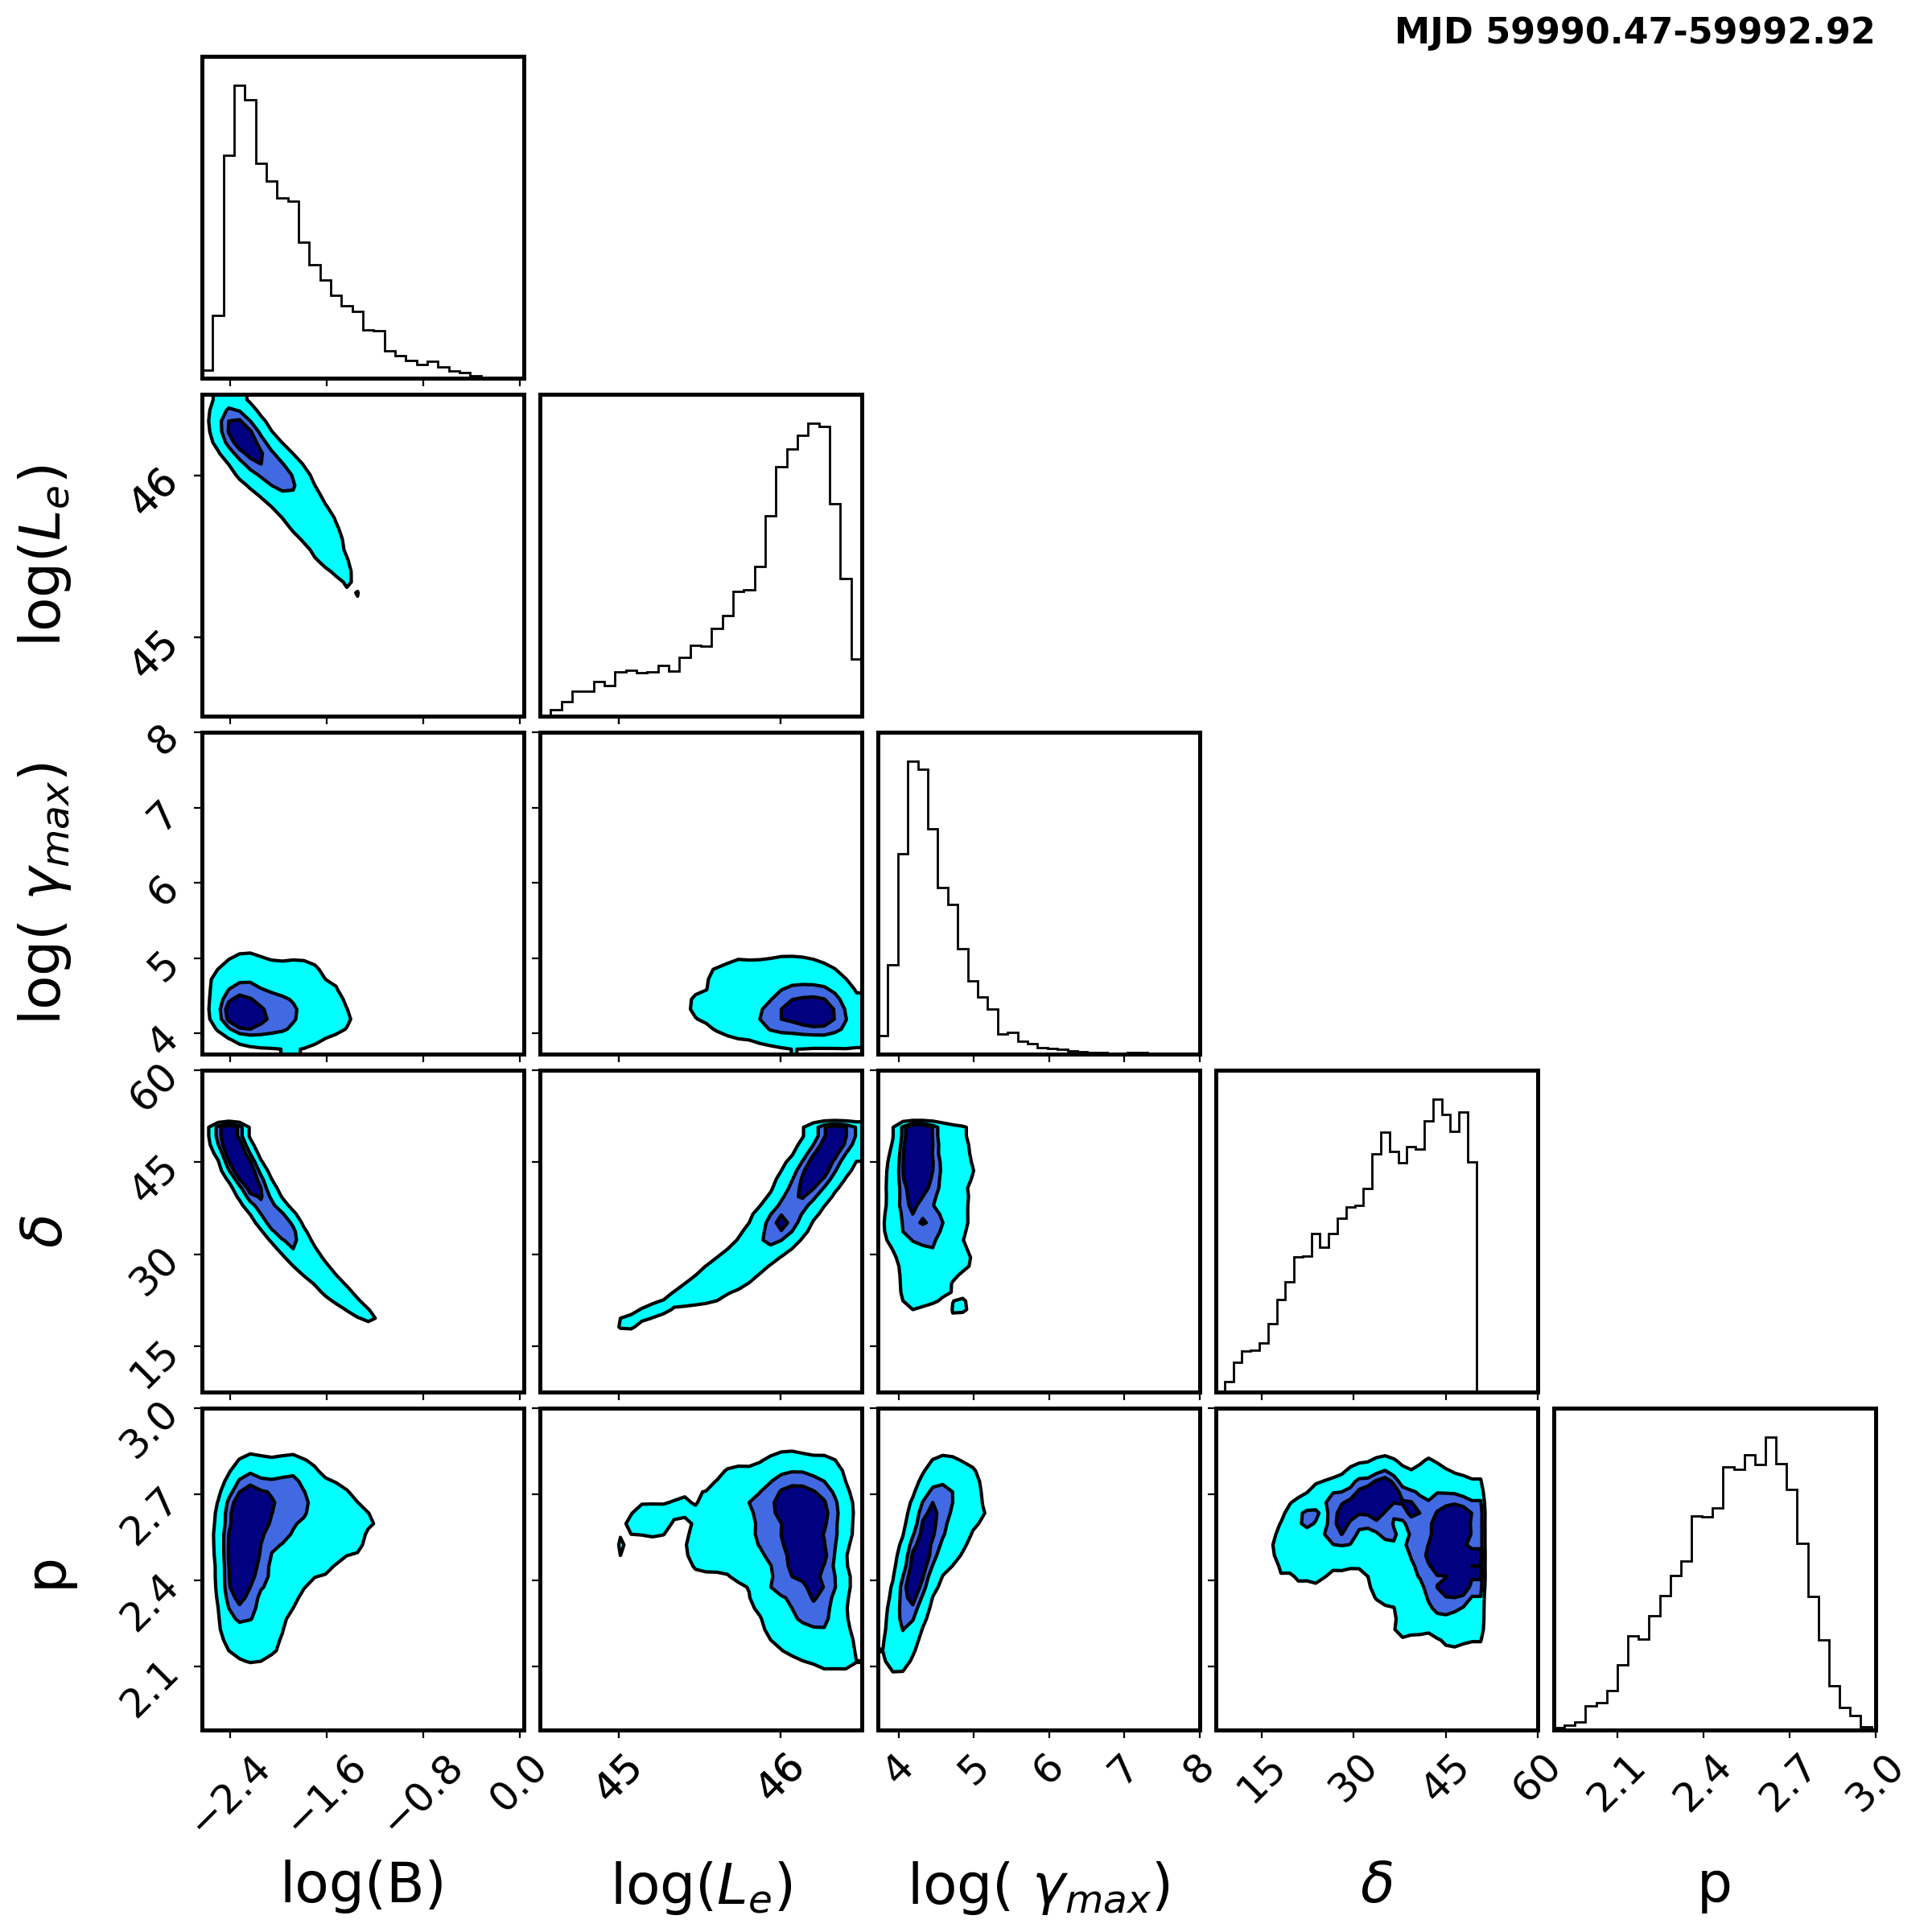 MJD 59990.47-59992.92
log(Lₑ)
46
45
log( γₘₐₓ)
8
7
6
5
4
δ
60
45
30
15
p
3.0
2.7
2.4
2.1
−2.4 −1.6 −0.8 0.0 45 46 4 5 6 7 8 15 30 45 60 2.1 2.4 2.7 3.0
log(B) log(Lₑ) log( γₘₐₓ) δ p